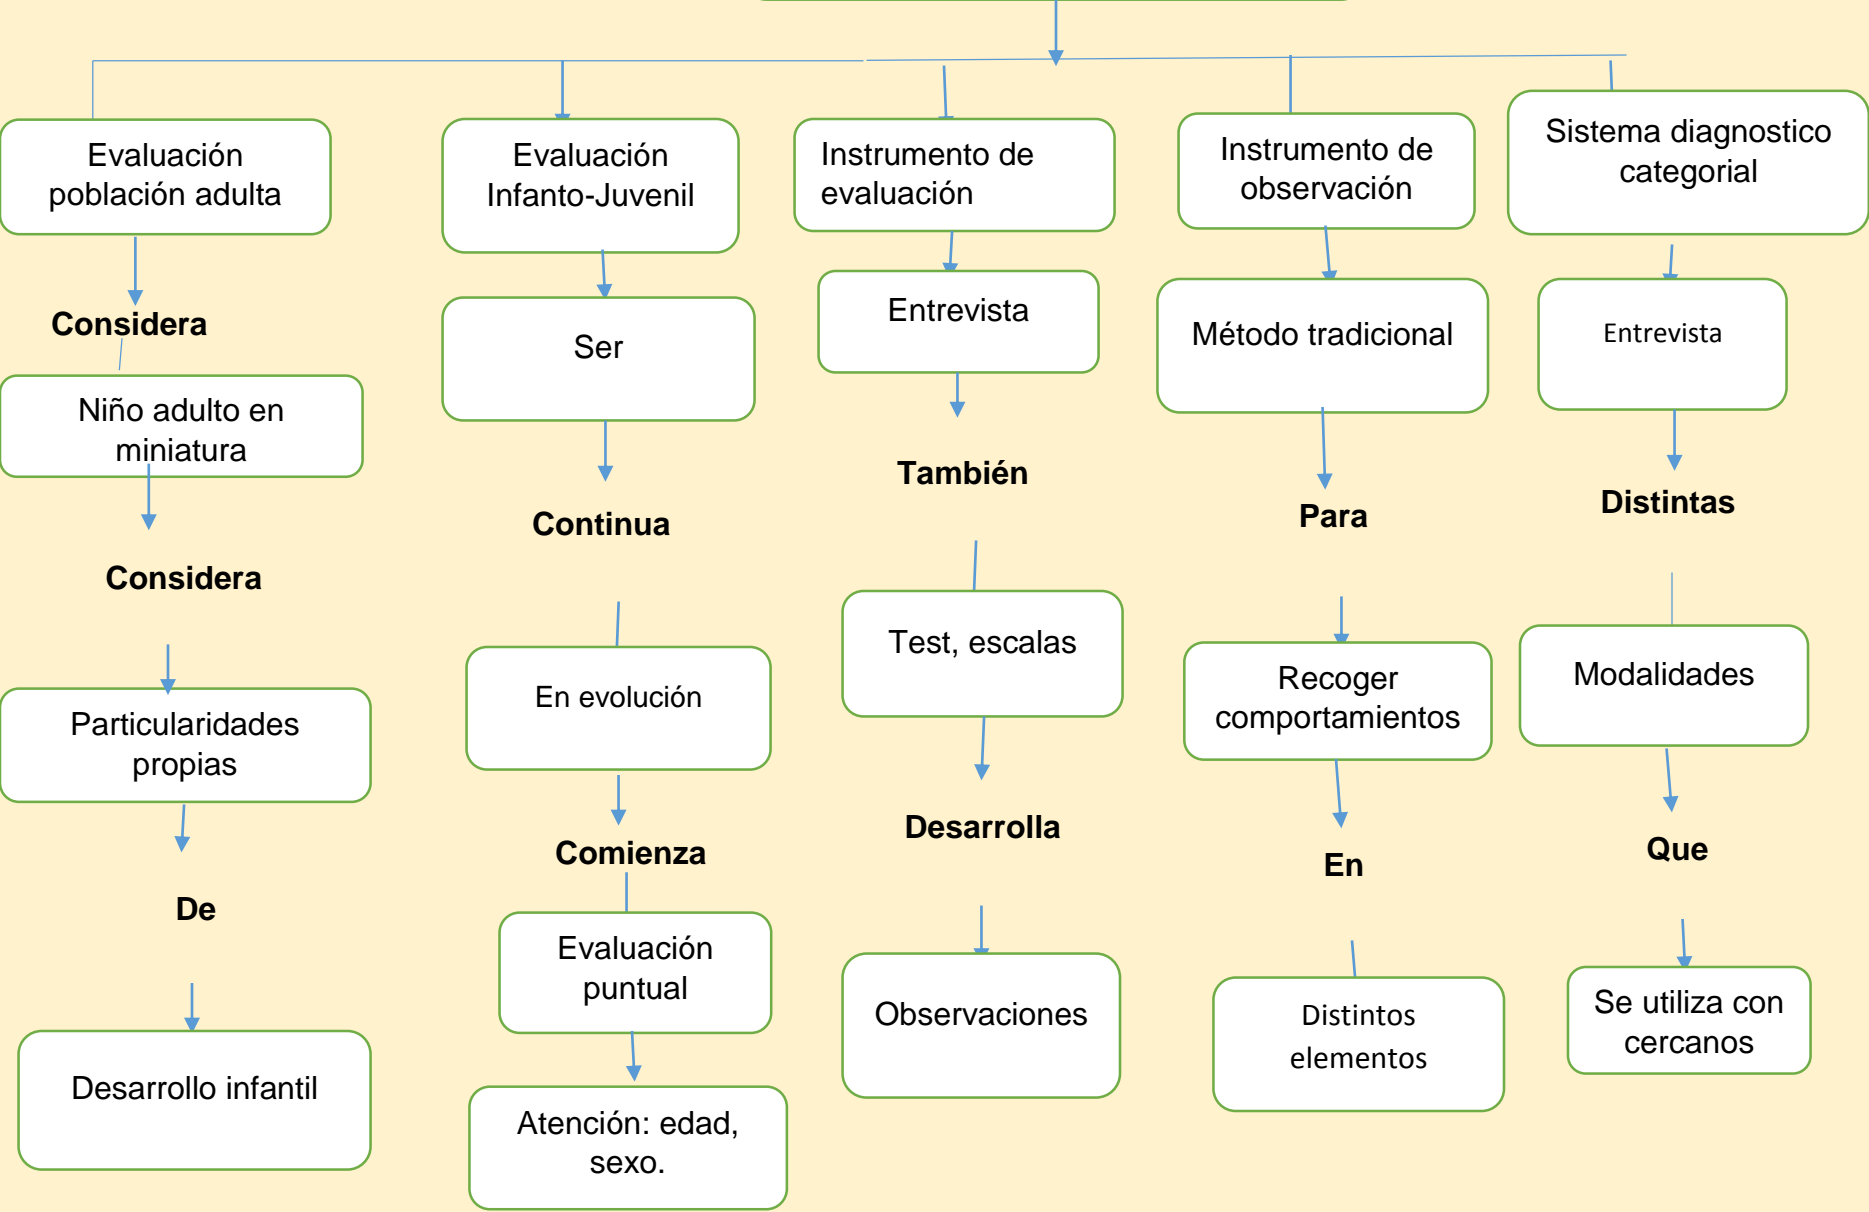 Evaluación
población adulta
Considera
Niño adulto en
miniatura
Considera
Particularidades
propias
De
Desarrollo infantil
Evaluación
Infanto-Juvenil
Ser
Continua
En evolución
Comienza
Evaluación
puntual
Atención: edad,
sexo.
Instrumento de
evaluación
Entrevista
También
Test, escalas
Desarrolla
Observaciones
Instrumento de
observación
Método tradicional
Para
Recoger
comportamientos
En
Distintos
elementos
Sistema diagnostico
categorial
Entrevista
Distintas
Modalidades
Que
Se utiliza con
cercanos